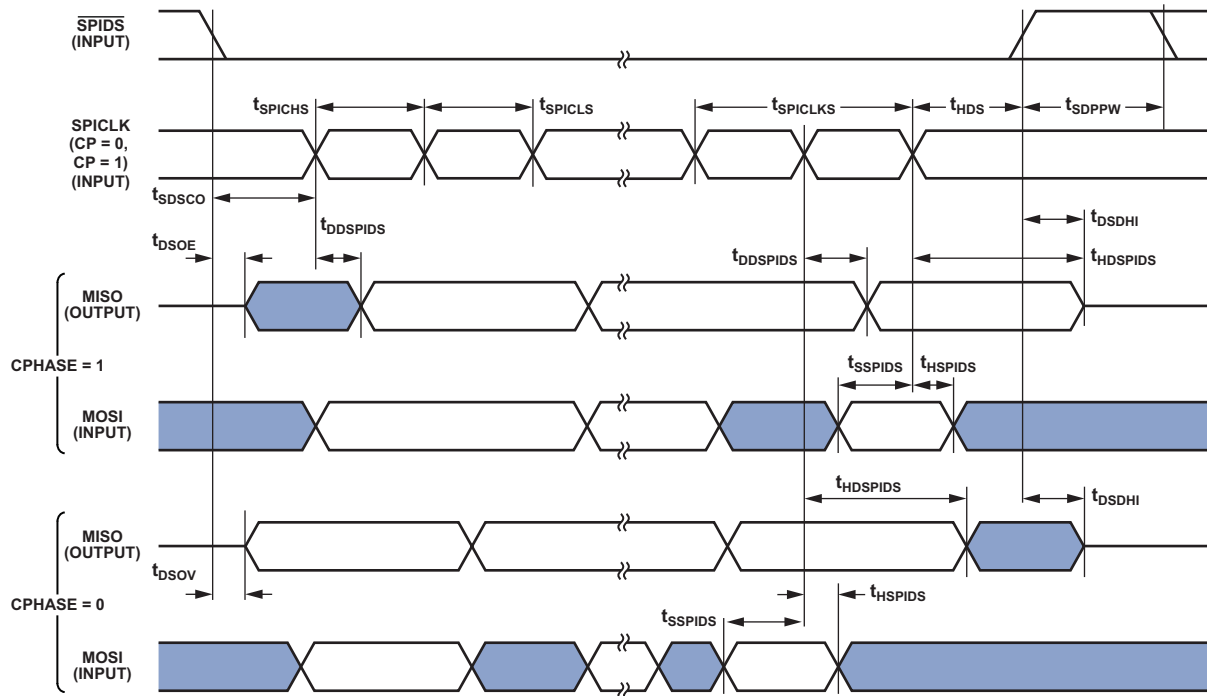 SPIDS
(INPUT)
tSPICHS
tSPICLS
tSPICLKS
tHDS
tSDPPW
SPICLK
(CP = 0,
CP = 1)
(INPUT)
tSDSCO
tDDSPIDS
tDSDHI
tDSOE
tDDSPIDS
tHDSPIDS
MISO
(OUTPUT)
CPHASE = 1
tSSPIDS
tHSPIDS
MOSI
(INPUT)
tHDSPIDS
tDSDHI
MISO
(OUTPUT)
tDSOV
CPHASE = 0
tHSPIDS
tSSPIDS
MOSI
(INPUT)